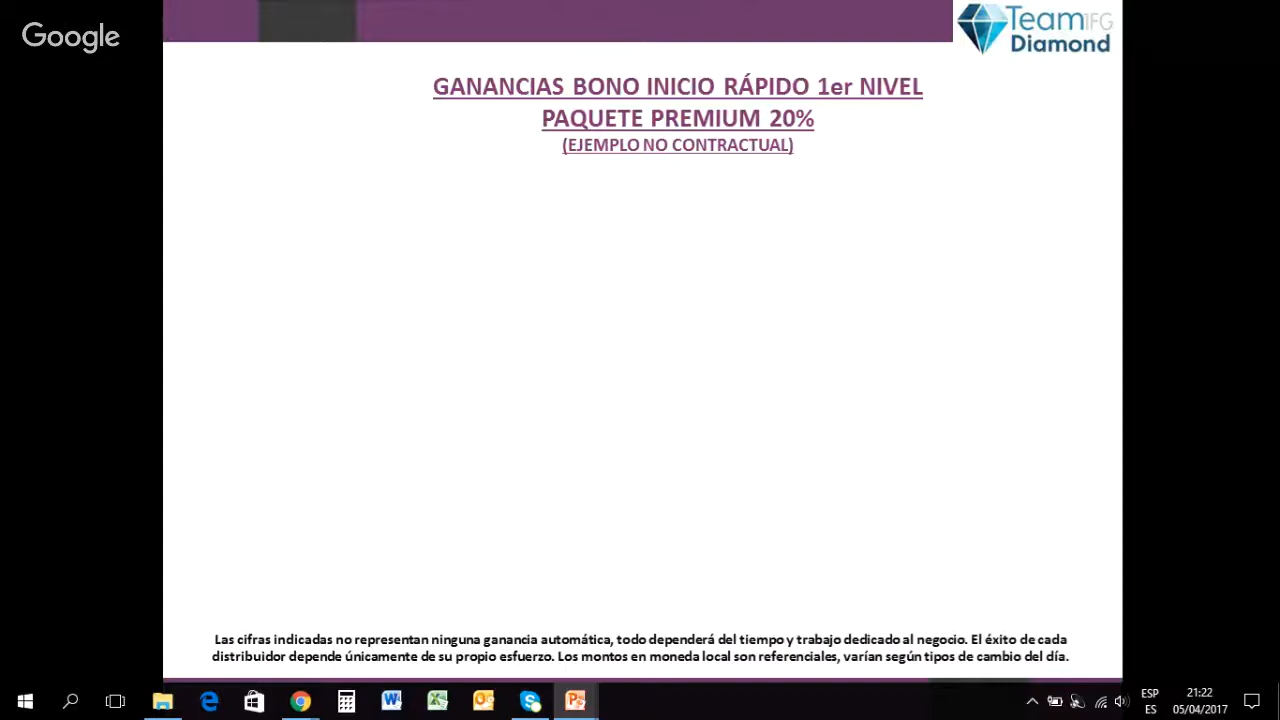 Google
Team IFG
Diamond
GANANCIAS BONO INICIO RÁPIDO 1er NIVEL
PAQUETE PREMIUM 20%
(EJEMPLO NO CONTRACTUAL)
Las cifras indicadas no representan ninguna ganancia automática, todo dependerá del tiempo y trabajo dedicado al negocio. El éxito de cada
distribuidor depende únicamente de su propio esfuerzo. Los montos en moneda local son referenciales, varían según tipos de cambio del día.
ESP
ES
21:22
05/04/2017